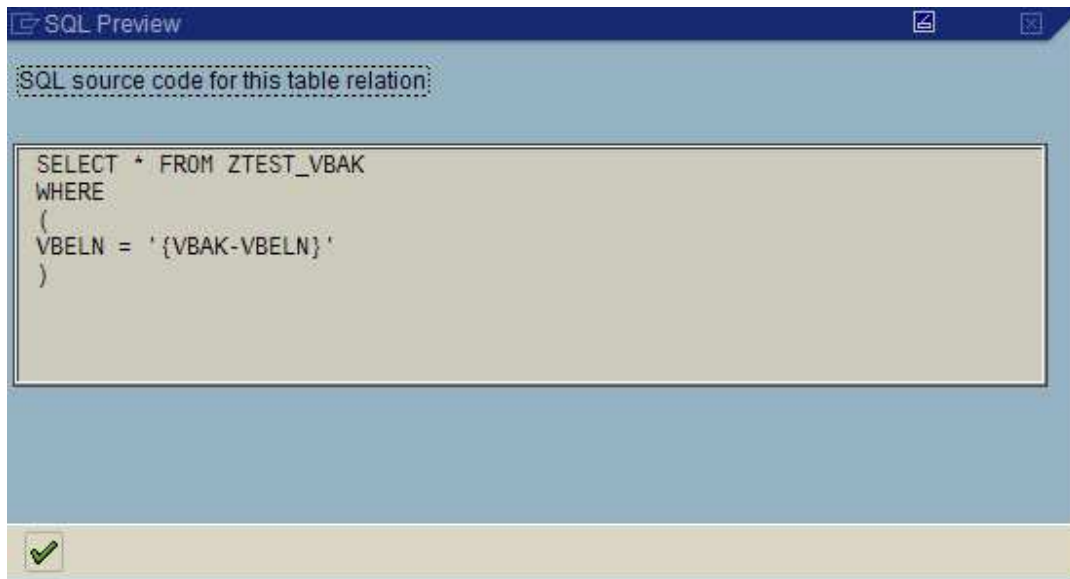 SQL Preview
SQL source code for this table relation
SELECT * FROM ZTEST_VBAK
WHERE
(
VBELN = '{VBAK-VBELN}'
)